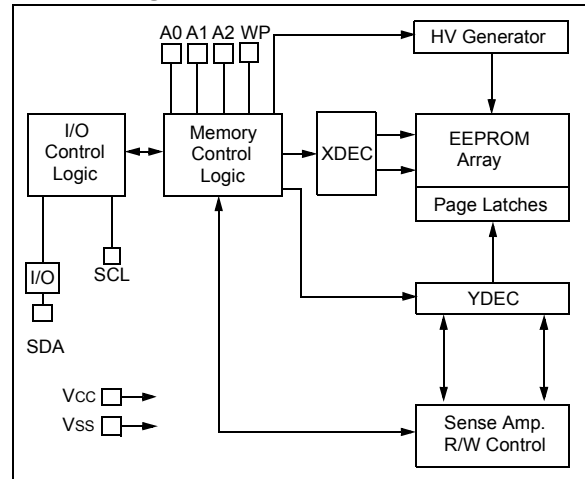 A0 A1 A2 WP
HV Generator
I/O
Control
Logic
Memory
Control
Logic
XDEC
EEPROM
Array
Page Latches
I/O
SCL
SDA
YDEC
VCC
VSS
Sense Amp.
R/W Control